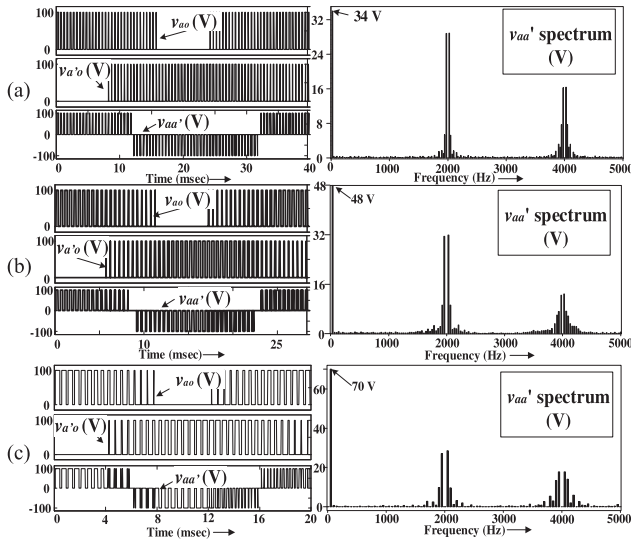 (a)
100
0
vao (V)
100
0
va'o (V)
100
0
-100
vaa' (V)
0 10 20 30 40
Time (msec)
32
24
16
8
0
34 V
vaa' spectrum
(V)
0 1000 2000 3000 4000 5000
Frequency (Hz)
(b)
100
0
vao (V)
100
0
va'o (V)
100
0
-100
vaa' (V)
0 5 15 25
Time (msec)
48
32
16
0
48 V
vaa' spectrum
(V)
0 1000 2000 3000 4000 5000
Frequency (Hz)
(c)
100
0
vao (V)
100
0
va'o (V)
100
0
-100
vaa' (V)
0 4 8 12 16 20
Time (msec)
60
40
20
0
70 V
vaa' spectrum
(V)
0 1000 2000 3000 4000 5000
Frequency (Hz)